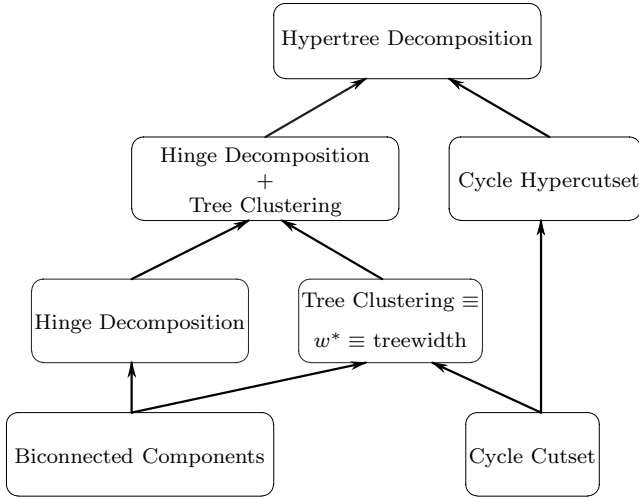 Hypertree Decomposition
Hinge Decomposition
+
Tree Clustering
Cycle Hypercutset
Hinge Decomposition
Tree Clustering ≡
w* ≡ treewidth
Biconnected Components
Cycle Cutset